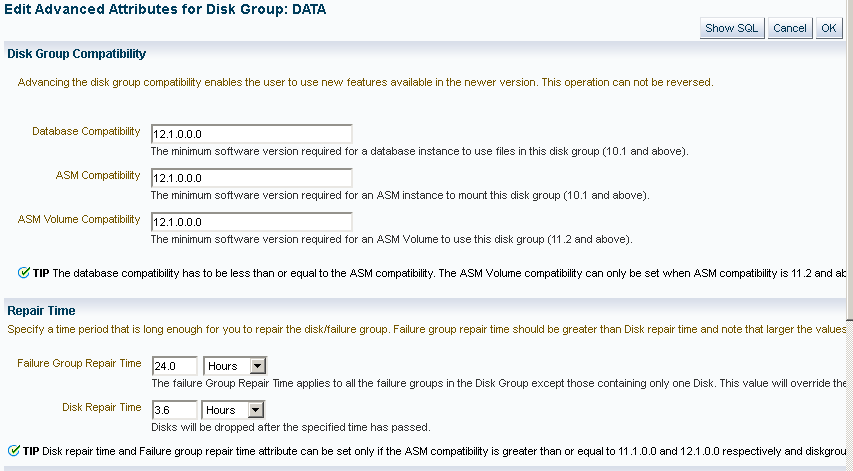 Edit Advanced Attributes for Disk Group: DATA
Show SQL Cancel OK
Disk Group Compatibility
Advancing the disk group compatibility enables the user to use new features available in the newer version. This operation can not be reversed.
Database Compatibility 12.1.0.0.0
The minimum software version required for a database instance to use files in this disk group (10.1 and above).
ASM Compatibility 12.1.0.0.0
The minimum software version required for an ASM instance to mount this disk group (10.1 and above).
ASM Volume Compatibility 12.1.0.0.0
The minimum software version required for an ASM Volume to use this disk group (11.2 and above).
TIP The database compatibility has to be less than or equal to the ASM compatibility. The ASM Volume compatibility can only be set when ASM compatibility is 11.2 and ab
Repair Time
Specify a time period that is long enough for you to repair the disk/failure group. Failure group repair time should be greater than Disk repair time and note that larger the values
Failure Group Repair Time 24.0 Hours
The failure Group Repair Time applies to all the failure groups in the Disk Group except those containing only one Disk. This value will override the
Disk Repair Time 3.6 Hours
Disks will be dropped after the specified time has passed.
TIP Disk repair time and Failure group repair time attribute can be set only if the ASM compatibility is greater than or equal to 11.1.0.0 and 12.1.0.0 respectively and diskgrou